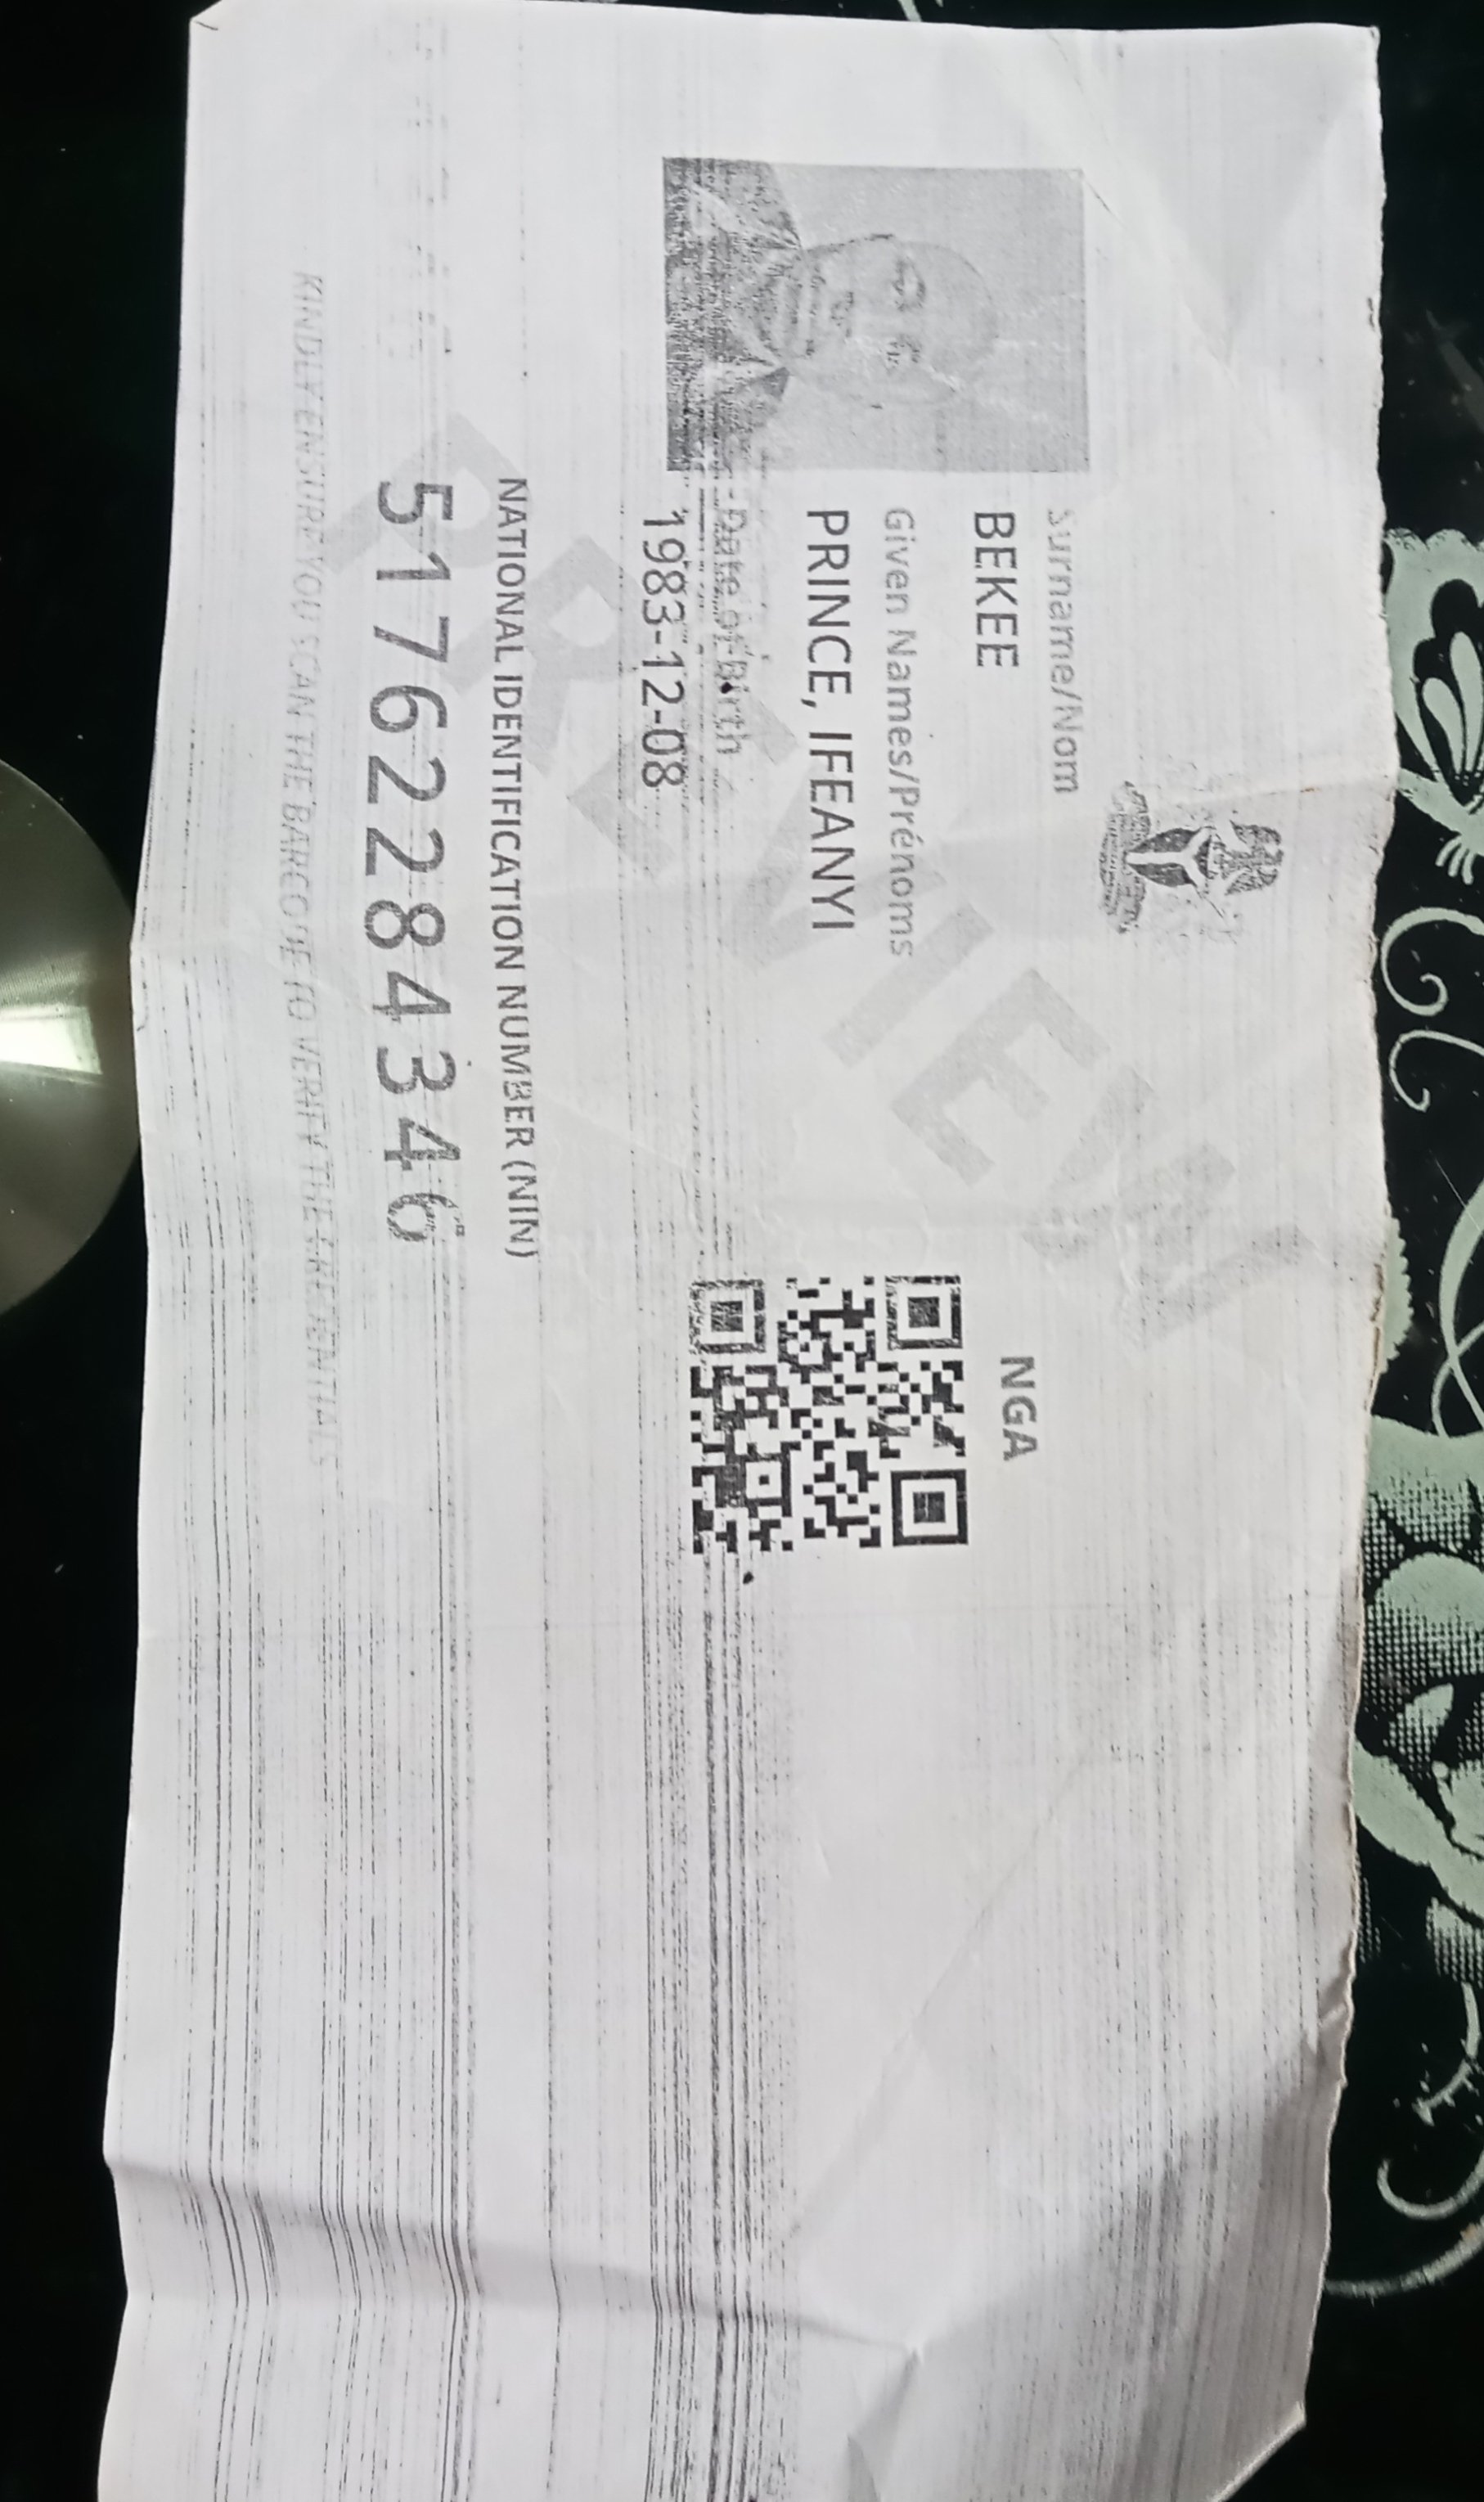 Surname/Nom
BEKEE
NGA
Given Names/Prénoms
PRINCE, IFEANYI
Date of Birth
1983-12-08
PREVIEW
NATIONAL IDENTIFICATION NUMBER (NIN)
51762284346
KINDLY ENSURE YOU SCAN THE BARCODE TO VERIFY THE CREDENTIALS